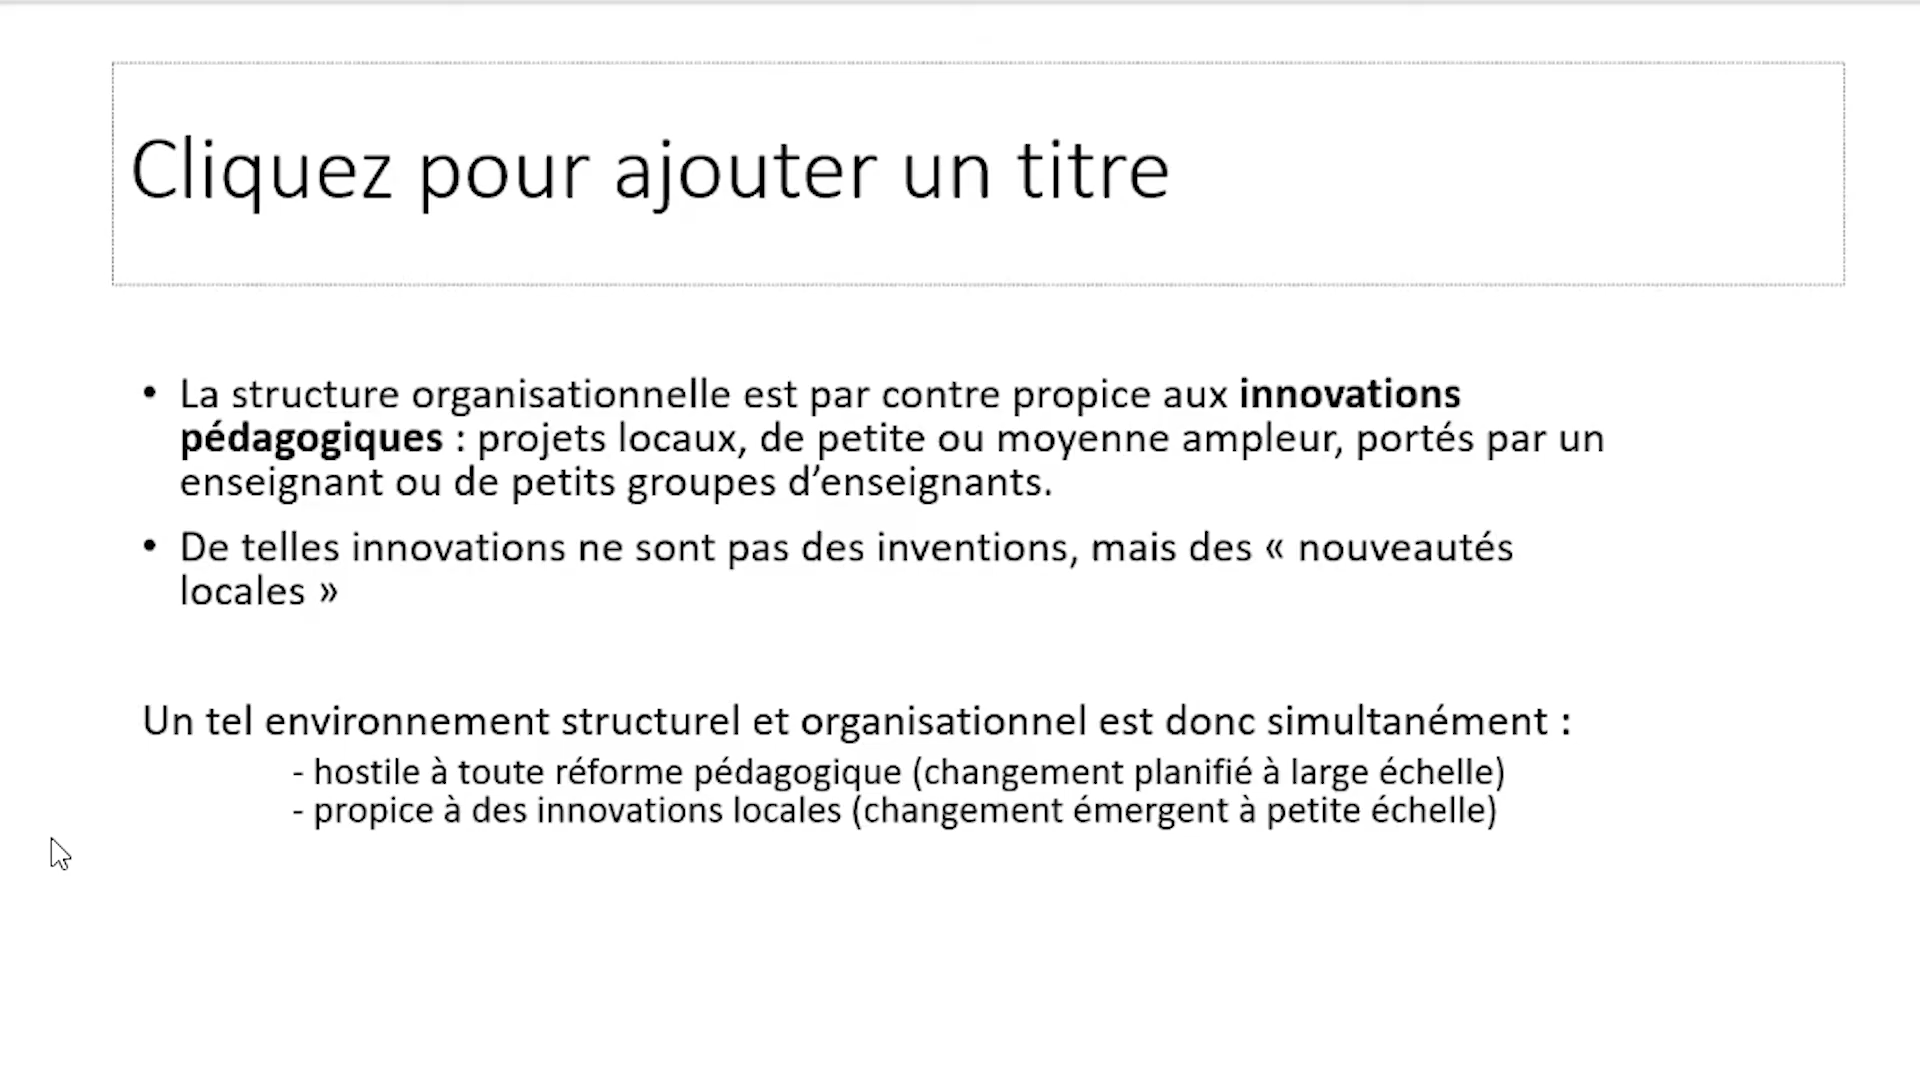 Cliquez pour ajouter un titre
• La structure organisationnelle est par contre propice aux innovations
pédagogiques : projets locaux, de petite ou moyenne ampleur, portés par un
enseignant ou de petits groupes d’enseignants.
• De telles innovations ne sont pas des inventions, mais des « nouveautés
locales »
Un tel environnement structurel et organisationnel est donc simultanément :
- hostile à toute réforme pédagogique (changement planifié à large échelle)
- propice à des innovations locales (changement émergent à petite échelle)